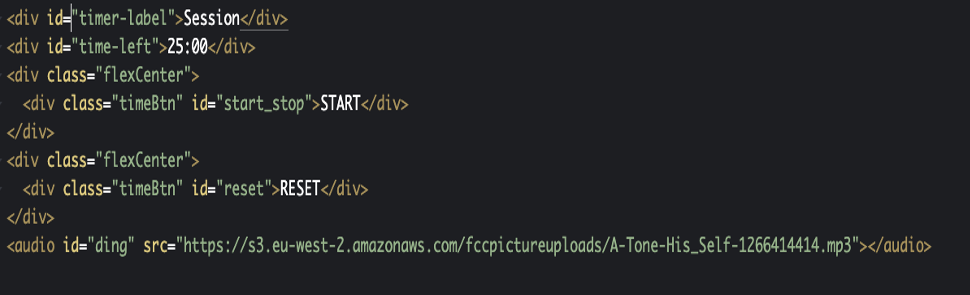 <div id="timer-label">Session</div>
<div id="time-left">25:00</div>
<div class="flexCenter">
  <div class="timeBtn" id="start_stop">START</div>
</div>
<div class="flexCenter">
  <div class="timeBtn" id="reset">RESET</div>
</div>
<audio id="ding" src="https://s3.eu-west-2.amazonaws.com/fccpictureuploads/A-Tone-His_Self-1266414414.mp3"></audio>